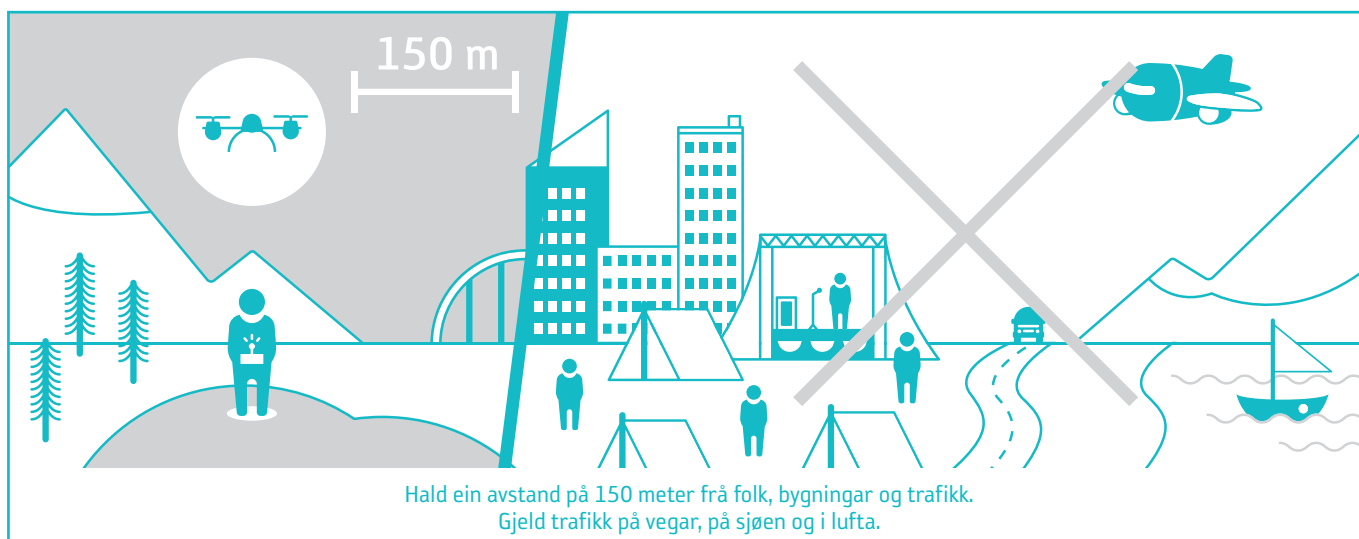 150 m
Hald ein avstand på 150 meter frå folk, bygningar og trafikk.
Gjeld trafikk på vegar, på sjøen og i lufta.